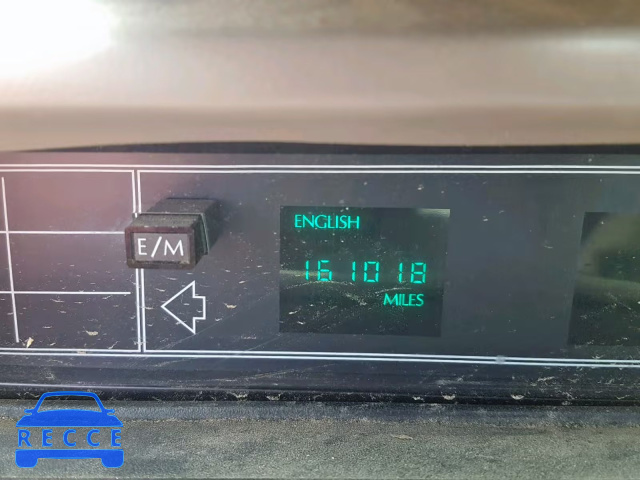 ENGLISH
E/M
161018
MILES
RECCE